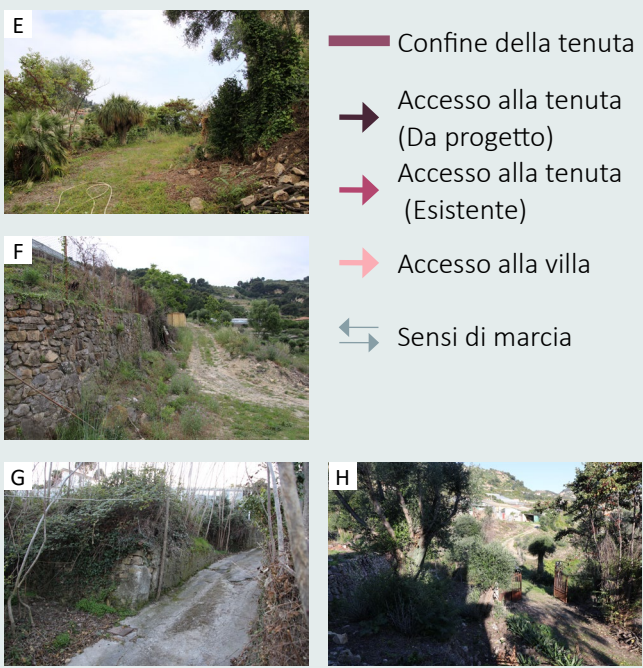 E
Confine della tenuta
Accesso alla tenuta
(Da progetto)
Accesso alla tenuta
(Esistente)
F
Accesso alla villa
Sensi di marcia
G
H